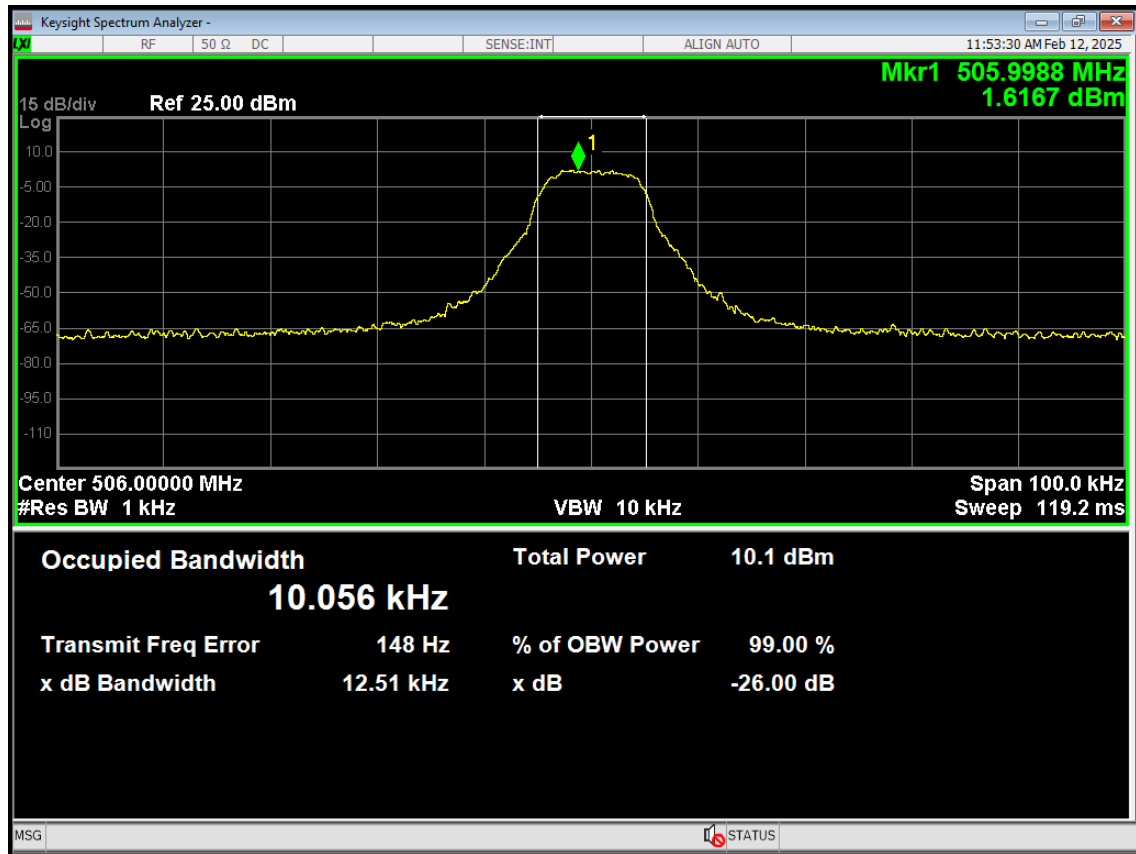 Keysight Spectrum Analyzer -
LXI RF 50 Ω DC SENSE:INT ALIGN AUTO 11:53:30 AM Feb 12, 2025
Mkr1 505.9988 MHz
1.6167 dBm
15 dB/div Ref 25.00 dBm
Log
1
10.0
-5.00
-20.0
-35.0
-50.0
-65.0
-80.0
-95.0
-110
Center 506.00000 MHz Span 100.0 kHz
#Res BW 1 kHz VBW 10 kHz Sweep 119.2 ms
Occupied Bandwidth Total Power 10.1 dBm
10.056 kHz
Transmit Freq Error 148 Hz % of OBW Power 99.00 %
x dB Bandwidth 12.51 kHz x dB -26.00 dB
MSG STATUS